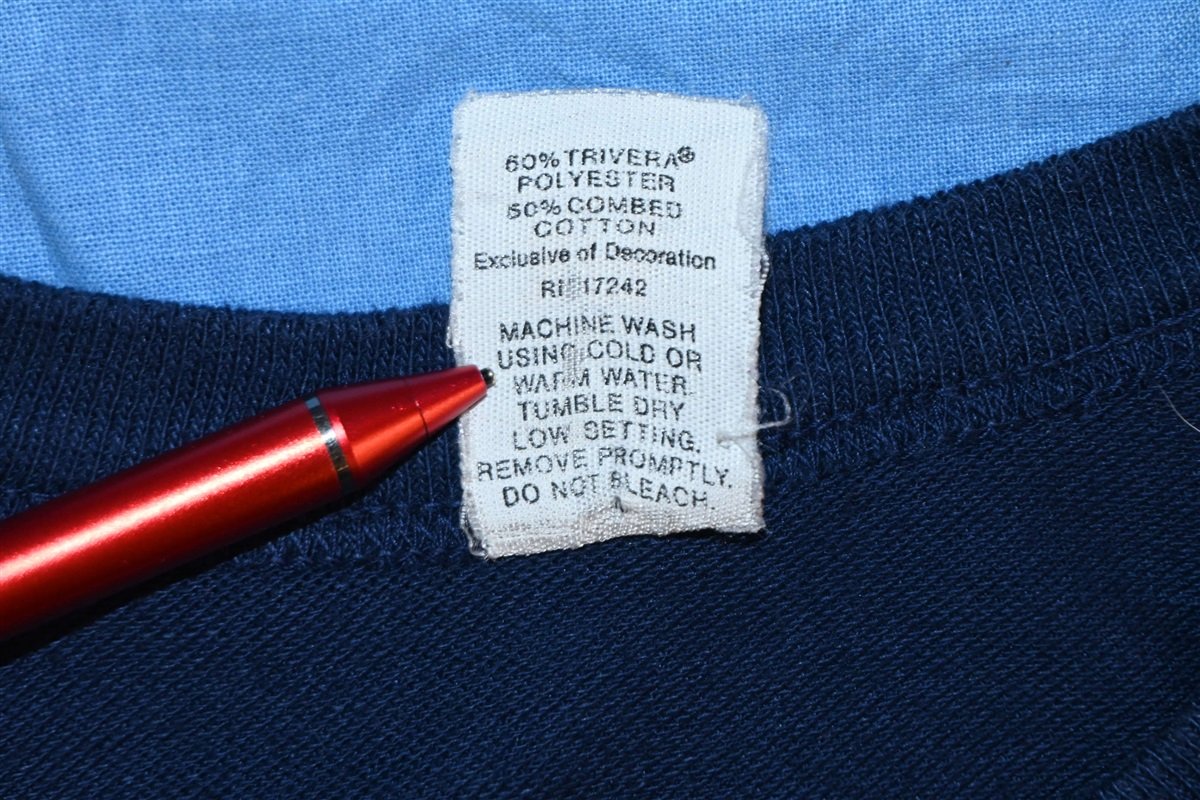 50% TRIVERA®
POLYESTER
50% COMBED
COTTON
Exclusive of Decoration
RN 17242
MACHINE WASH
USING COLD OR
WARM WATER.
TUMBLE DRY
LOW SETTING.
REMOVE PROMPTLY.
DO NOT BLEACH.